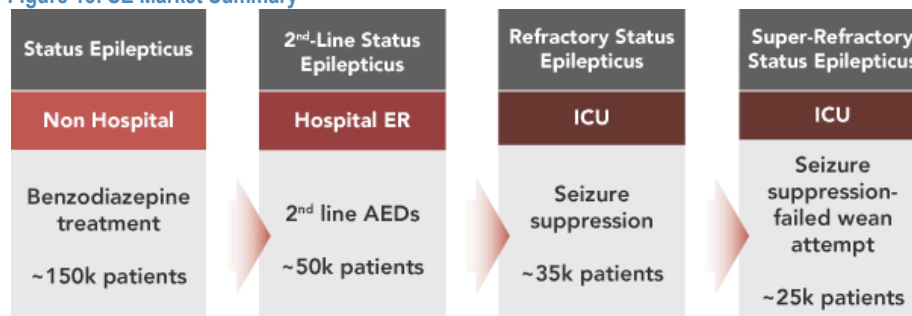 Status Epilepticus
Non Hospital
Benzodiazepine
treatment
~150k patients
2nd-Line Status
Epilepticus
Hospital ER
2nd line AEDs
~50k patients
Refractory Status
Epilepticus
ICU
Seizure
suppression
~35k patients
Super-Refractory
Status Epilepticus
ICU
Seizure
suppression-
failed wean
attempt
~25k patients